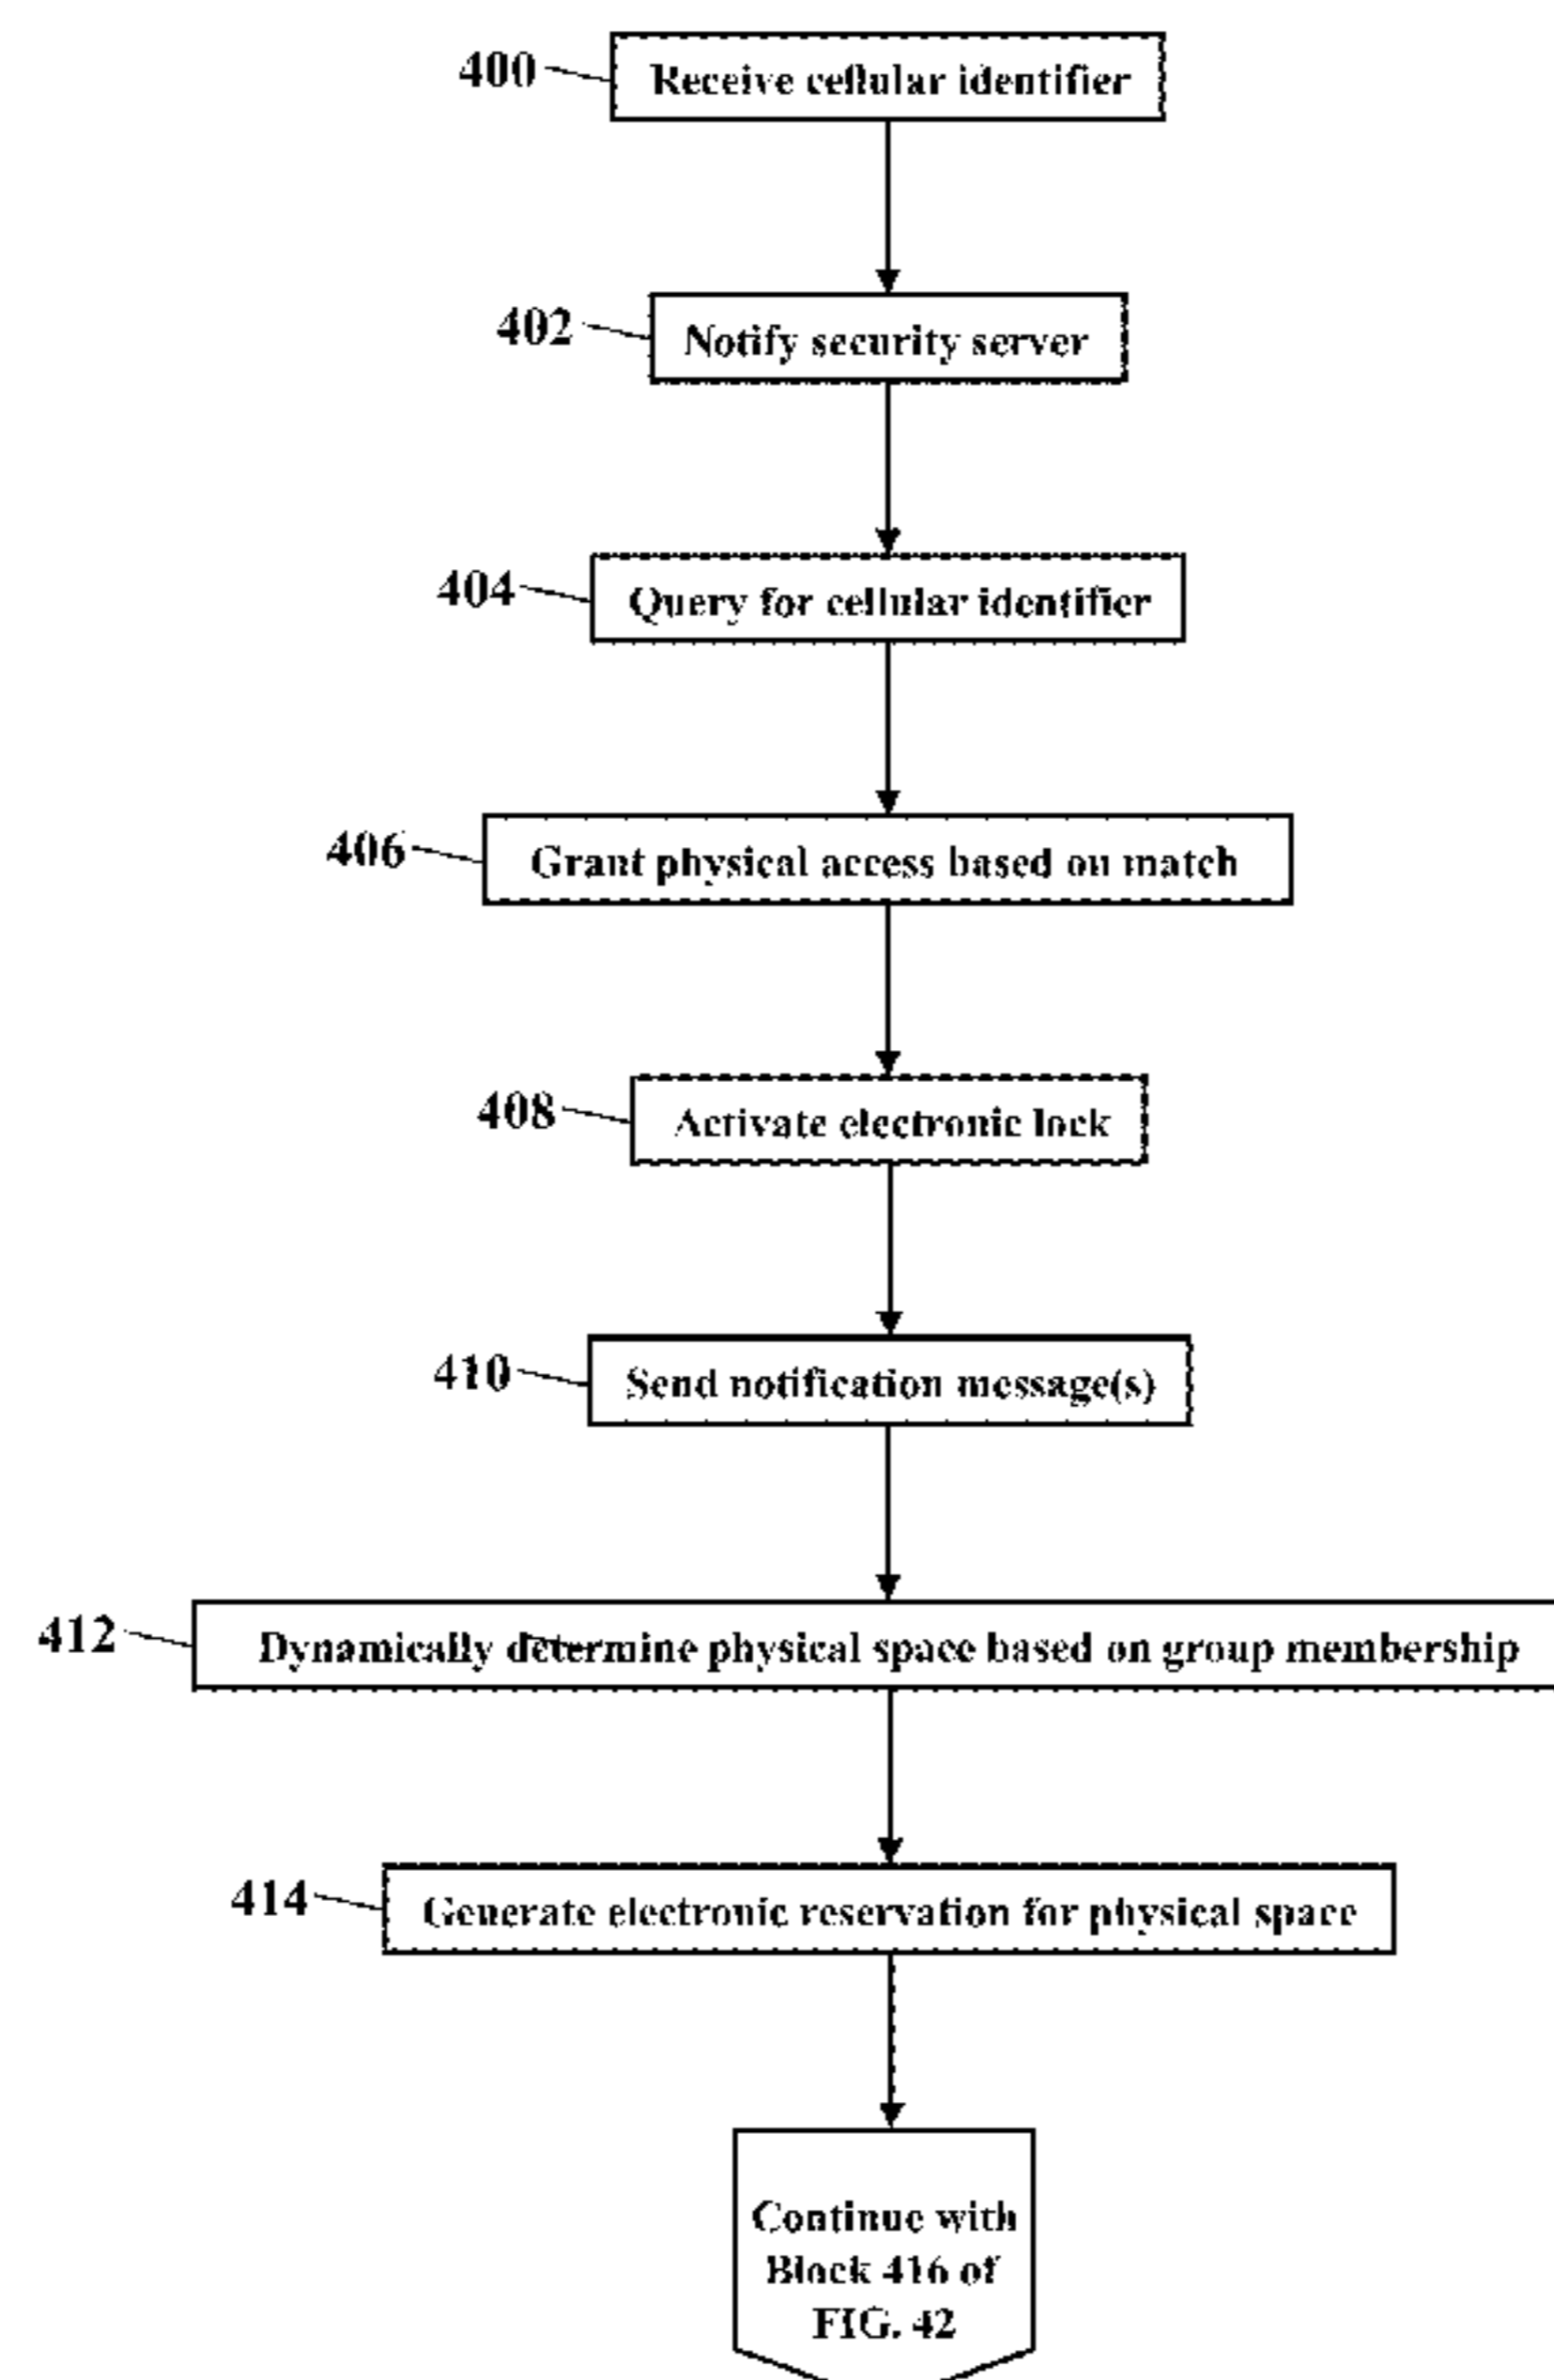 400 Receive cellular identifier
402 Notify security server
404 Query for cellular identifier
406 Grant physical access based on match
408 Activate electronic lock
410 Send notification message(s)
412 Dynamically determine physical space based on group membership
414 Generate electronic reservation for physical space
Continue with
Block 416 of
FIG. 42